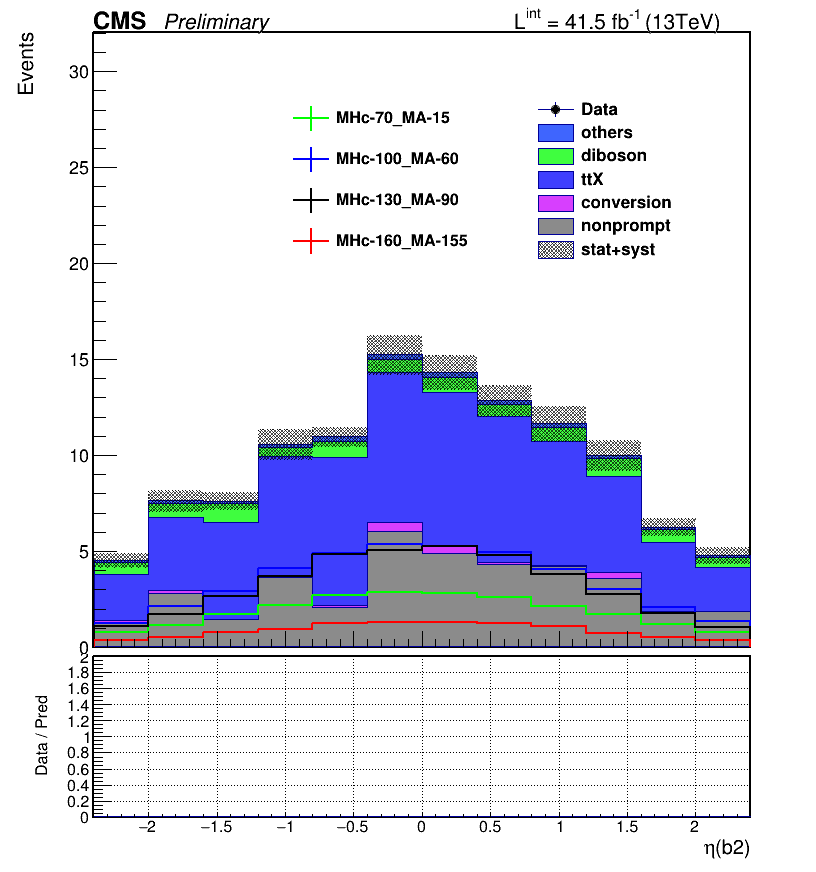 CMS Preliminary L^int = 41.5 fb^-1 (13TeV)
Events
30
25
20
15
10
5
0
MHc-70_MA-15
MHc-100_MA-60
MHc-130_MA-90
MHc-160_MA-155
Data
others
diboson
ttX
conversion
nonprompt
stat+syst
Data / Pred
2
1.8
1.6
1.4
1.2
1
0.8
0.6
0.4
0.2
0
−2 −1.5 −1 −0.5 0 0.5 1 1.5 2
η(b2)